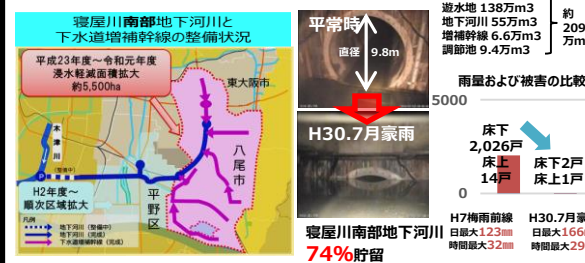 寝屋川南部地下河川と
下水道増補幹線の整備状況
平成23年度～令和元年度
浸水軽減面積拡大
約5,500ha
東大阪市
木津川
八尾市
平野区
(整備中)
H2年度～
順次区域拡大
凡例
地下河川（整備中）
地下河川（完成）
下水道増補幹線（完成）
平常時
直径 9.8m
H30.7月豪雨
寝屋川南部地下河川
74%貯留
遊水地 138万m3
地下河川 55万m3
増補幹線 6.6万m3
調節池 9.4万m3
約
209
万m
雨量および被害の比較
5000
0
床下
2,026戸
床上
14戸
床下2戸
床上1戸
H7梅雨前線
日最大123㎜
時間最大32㎜
H30.7月豪
日最大166
時間最大29